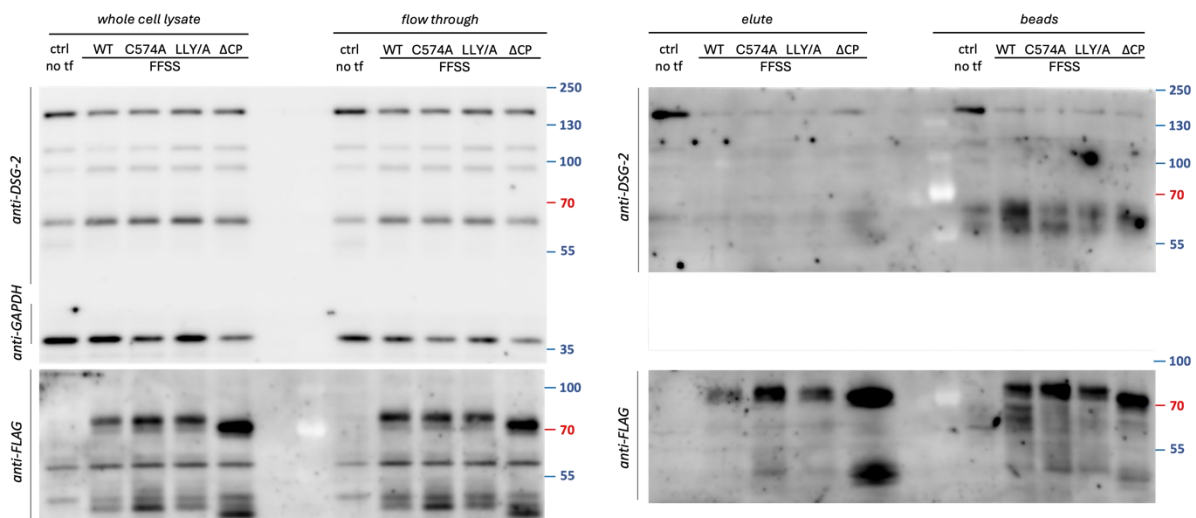 whole cell lysate
flow through
elute
beads
ctrl WT C574A LLY/A ΔCP
no tf FFSS
ctrl WT C574A LLY/A ΔCP
no tf FFSS
ctrl WT C574A LLY/A ΔCP
no tf FFSS
ctrl WT C574A LLY/A ΔCP
no tf FFSS
anti-DSG-2
250
130
100
70
55
anti-GAPDH
35
anti-FLAG
100
70
55
anti-DSG-2
250
130
100
70
55
anti-FLAG
100
70
55